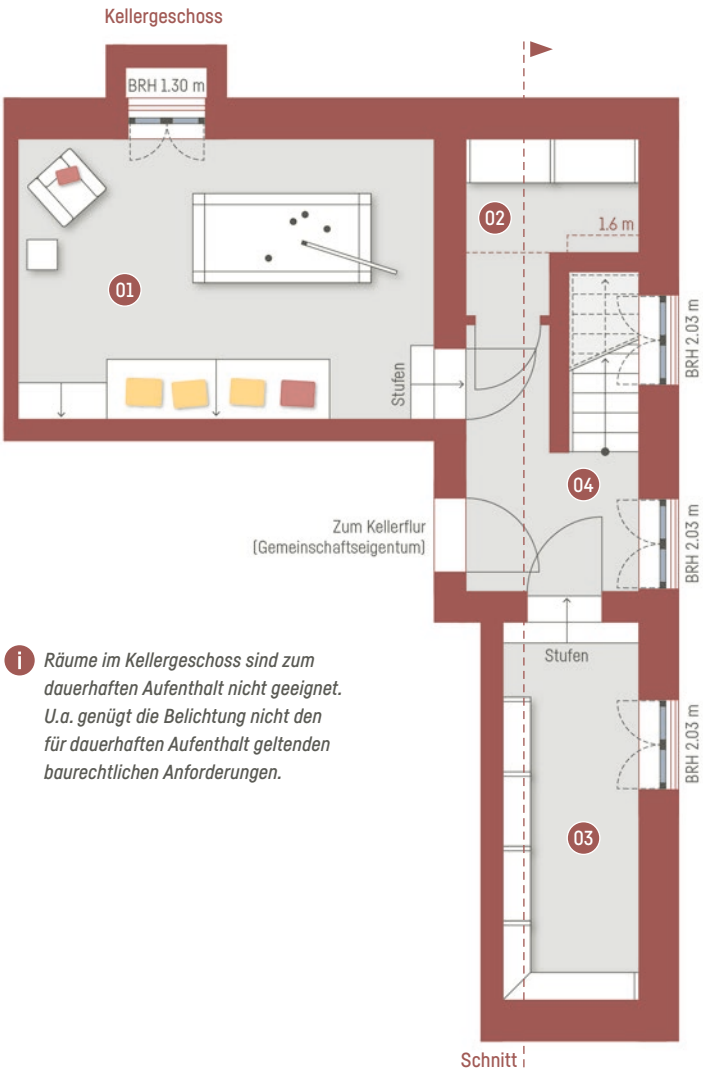 Kellergeschoss
BRH 1.30 m
02
1.6 m
01
BRH 2.03 m
Stufen
04
Zum Kellerflur
(Gemeinschaftseigentum)
BRH 2.03 m
i
Räume im Kellergeschoss sind zum
dauerhaften Aufenthalt nicht geeignet.
U.a. genügt die Belichtung nicht den
für dauerhaften Aufenthalt geltenden
baurechtlichen Anforderungen.
Stufen
BRH 2.03 m
03
Schnitt